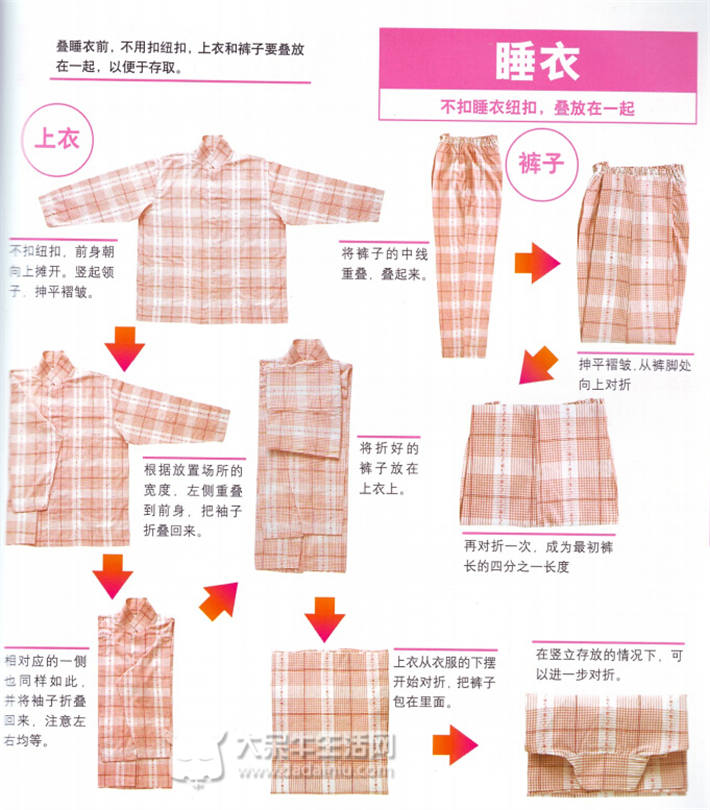 叠睡衣前，不用扣纽扣，上衣和裤子要叠放
在一起，以便于存取。
睡衣
不扣睡衣纽扣，叠放在一起
上衣
裤子
不扣纽扣，前身朝
向上摊开。竖起领
子，抻平褶皱。
将裤子的中线
重叠，叠起来。
抻平褶皱，从裤脚处
向上对折
根据放置场所的
宽度，左侧重叠
到前身，把袖子
折叠回来。
将折好的
裤子放在
上衣上。
再对折一次，成为最初裤
长的四分之一长度
相对应的一侧
也同样如此，
并将袖子折叠
回来，注意左
右均等。
上衣从衣服的下摆
开始对折，把裤子
包在里面。
在竖立存放的情况下，可
以进一步对折。
大呆牛生活网
www.dadainiu.com